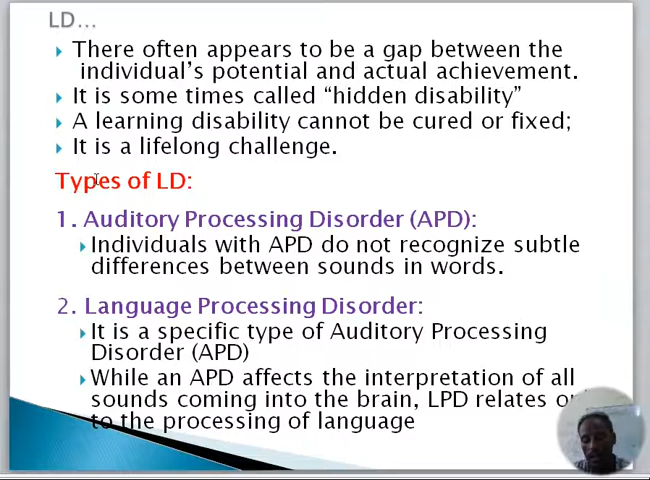 LD...
There often appears to be a gap between the
individual's potential and actual achievement.
It is some times called "hidden disability"
A learning disability cannot be cured or fixed;
It is a lifelong challenge.
Types of LD:
1. Auditory Processing Disorder (APD):
Individuals with APD do not recognize subtle
differences between sounds in words.
2. Language Processing Disorder:
It is a specific type of Auditory Processing
Disorder (APD)
While an APD affects the interpretation of all
sounds coming into the brain, LPD relates
to the processing of language